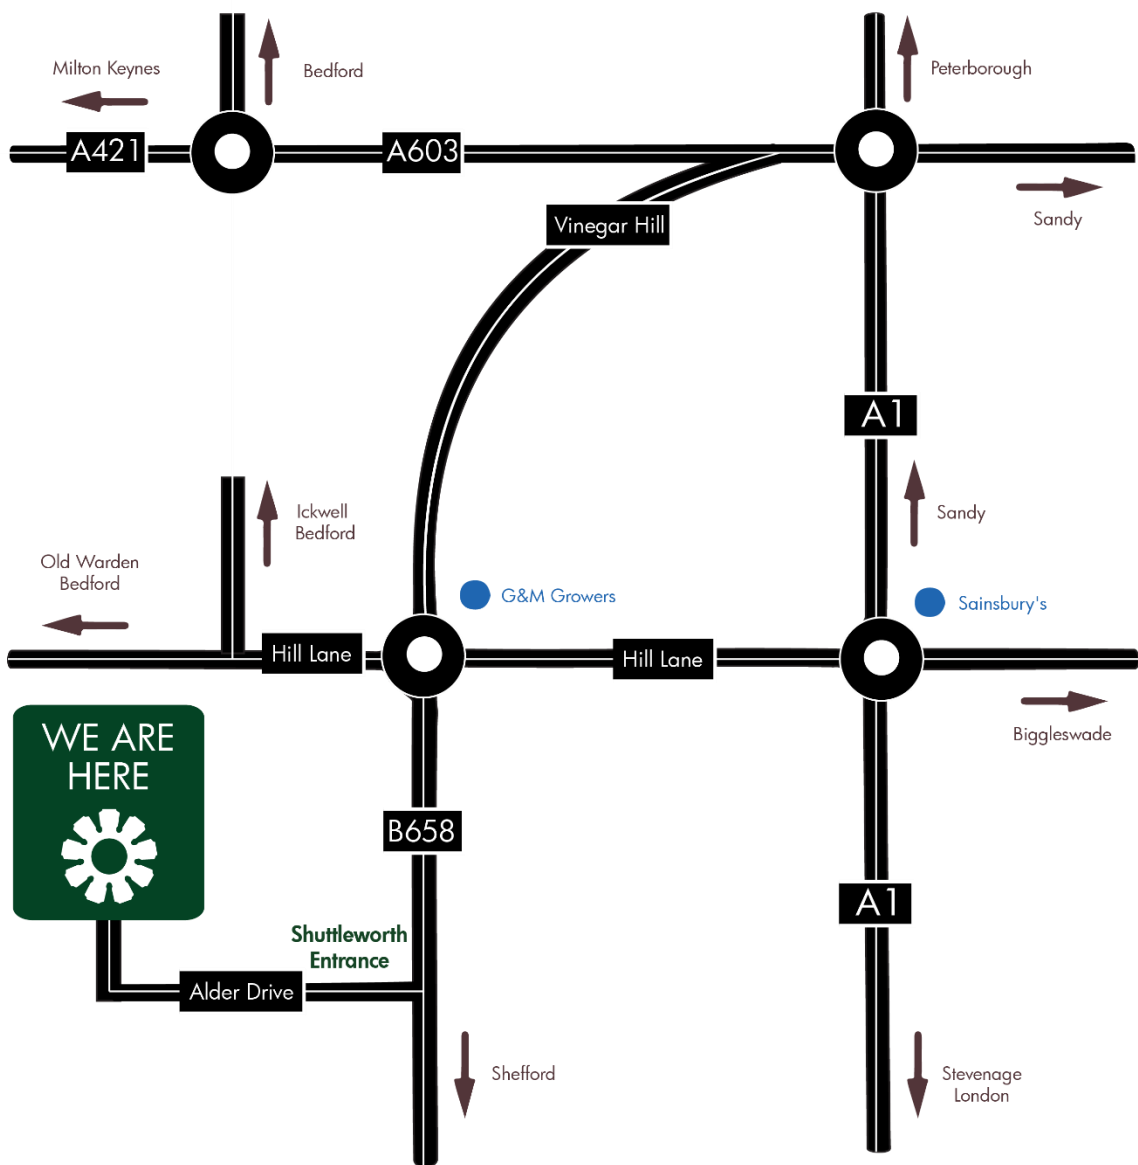 Milton Keynes
Bedford
Peterborough
A421
A603
Sandy
Vinegar Hill
A1
Ickwell
Bedford
Sandy
Old Warden
Bedford
G&M Growers
Sainsbury's
Hill Lane
Hill Lane
Biggleswade
WE ARE
HERE
B658
A1
Shuttleworth
Entrance
Alder Drive
Shefford
Stevenage
London